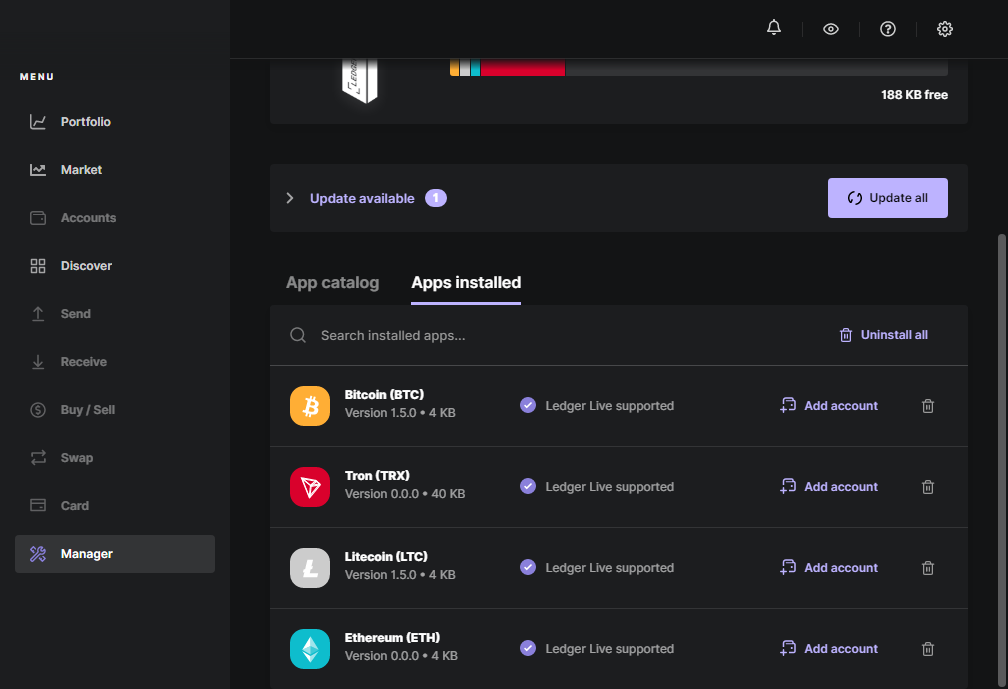 MENU
Portfolio
Market
Accounts
Discover
Send
Receive
Buy / Sell
Swap
Card
Manager
188 KB free
Update available 1
Update all
App catalog
Apps installed
Search installed apps...
Uninstall all
Bitcoin (BTC)
Version 1.5.0 • 4 KB
Ledger Live supported
Add account
Tron (TRX)
Version 0.0.0 • 40 KB
Ledger Live supported
Add account
Litecoin (LTC)
Version 1.5.0 • 4 KB
Ledger Live supported
Add account
Ethereum (ETH)
Version 0.0.0 • 4 KB
Ledger Live supported
Add account